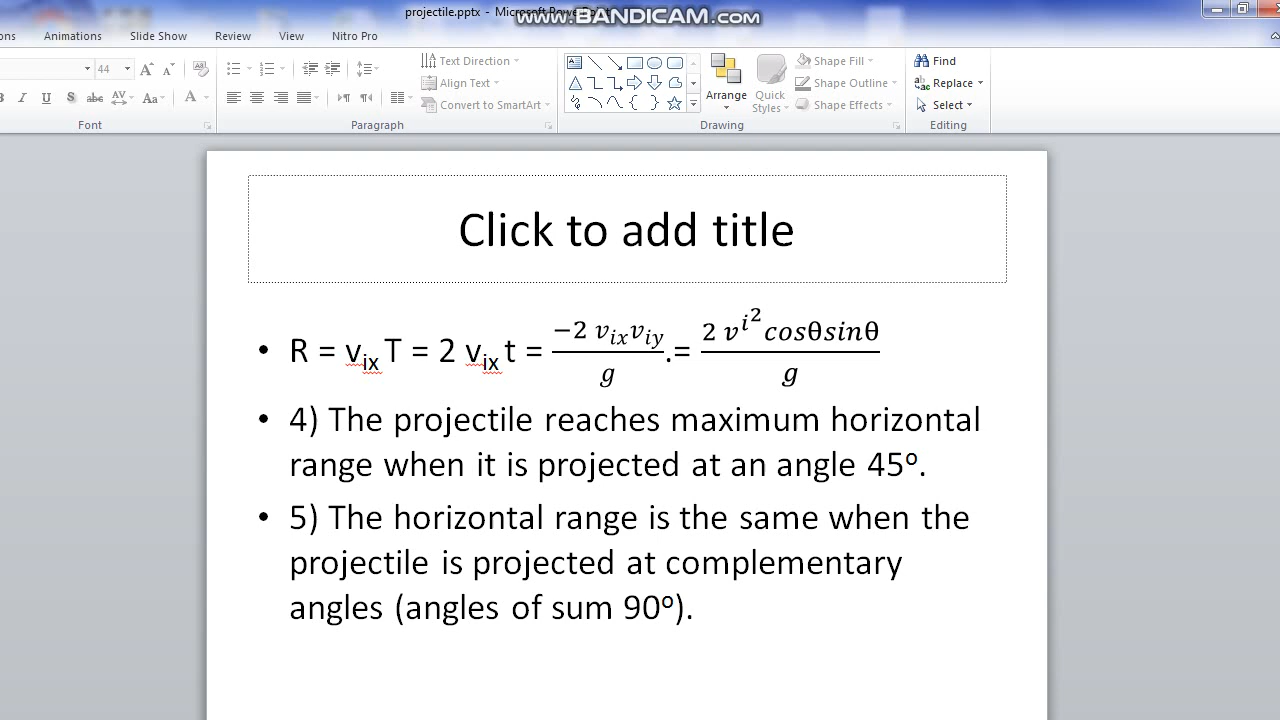 projectile.pptx - Microsoft PowerPoint
www.BANDICAM.com
Animations Slide Show Review View Nitro Pro
44 Text Direction Shape Fill Find
Align Text Arrange Quick Styles Shape Outline Replace
abc AV Aa A Convert to SmartArt Shape Effects Select
Font Paragraph Drawing Editing
Click to add title
• R = vᵢₓ T = 2 vᵢₓ t = (−2 vᵢₓvᵢy)/g .= (2 vⁱ²cosθsinθ)/g
• 4) The projectile reaches maximum horizontal
range when it is projected at an angle 45º.
• 5) The horizontal range is the same when the
projectile is projected at complementary
angles (angles of sum 90º).